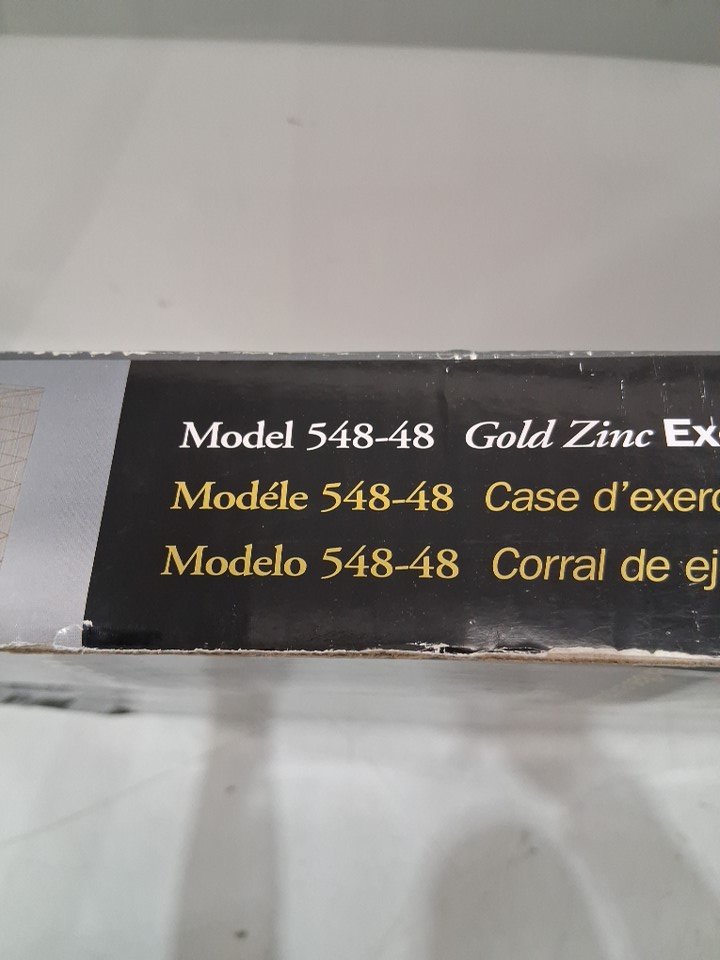 Model 548-48 Gold Zinc
Modéle 548-48 Case
Modelo 548-48 Corral de